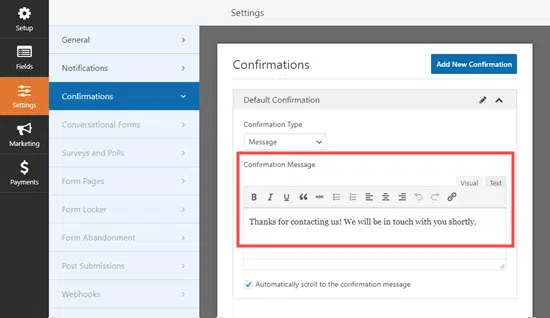 Settings
Setup
Fields
Settings
Marketing
Payments
General
Notifications
Confirmations
Conversational Forms
Surveys and Polls
Form Pages
Form Locker
Form Abandonment
Post Submissions
Webhooks
Confirmations
Add New Confirmation
Default Confirmation
Confirmation Type
Message
Confirmation Message
Visual Text
B I U ABC
Thanks for contacting us! We will be in touch with you shortly.
Automatically scroll to the confirmation message